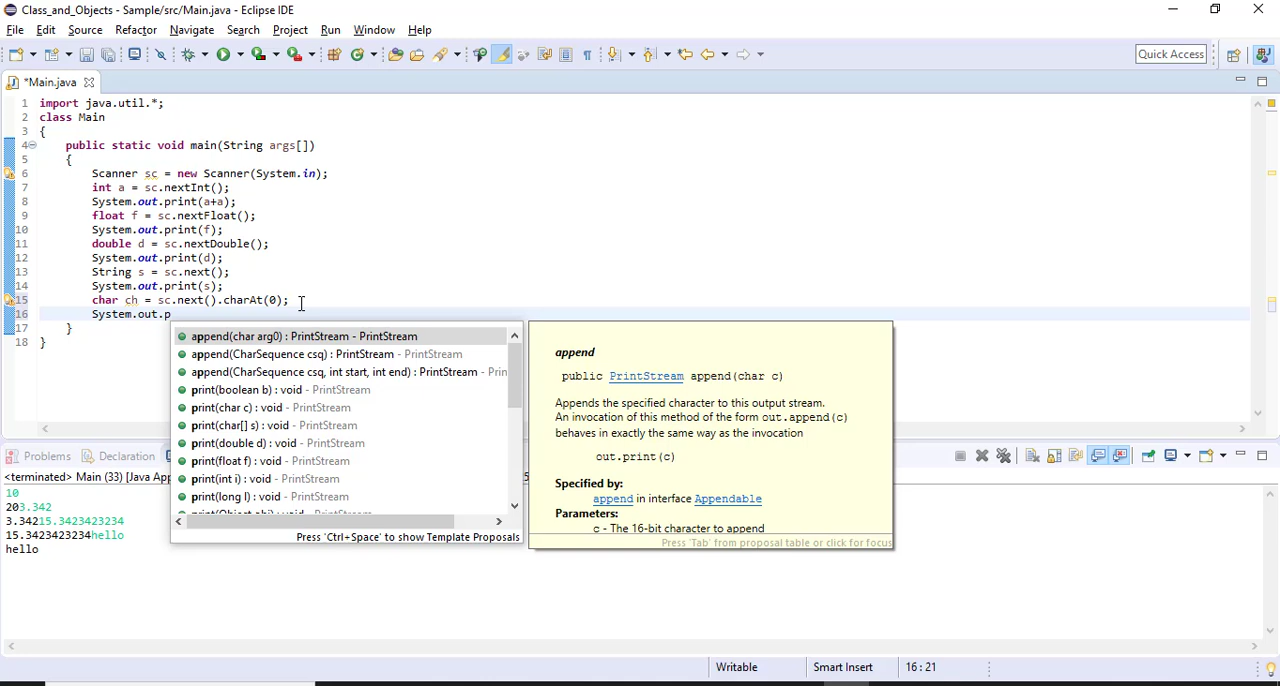 Class_and_Objects - Sample/src/Main.java - Eclipse IDE
File Edit Source Refactor Navigate Search Project Run Window Help
Quick Access
*Main.java
1 import java.util.*;
2 class Main
3 {
4 public static void main(String args[])
5 {
6 Scanner sc = new Scanner(System.in);
7 int a = sc.nextInt();
8 System.out.print(a+a);
9 float f = sc.nextFloat();
10 System.out.print(f);
11 double d = sc.nextDouble();
12 System.out.print(d);
13 String s = sc.next();
14 System.out.print(s);
15 char ch = sc.next().charAt(0);
16 System.out.p
17 }
18 }
append(char arg0) : PrintStream - PrintStream
append(CharSequence csq) : PrintStream - PrintStream
append(CharSequence csq, int start, int end) : PrintStream - Prin
print(boolean b) : void - PrintStream
print(char c) : void - PrintStream
print(char[] s) : void - PrintStream
print(double d) : void - PrintStream
print(float f) : void - PrintStream
print(int i) : void - PrintStream
print(long l) : void - PrintStream
print(Object obj) : void - PrintStream
Press 'Ctrl+Space' to show Template Proposals
append
public PrintStream append(char c)
Appends the specified character to this output stream.
An invocation of this method of the form out.append(c)
behaves in exactly the same way as the invocation
out.print(c)
Specified by:
append in interface Appendable
Parameters:
c - The 16-bit character to append
Press 'Tab' from proposal table or click for focus
Problems Declaration
<terminated> Main (33) [Java App
10
203.342
3.34215.3423423234
15.3423423234hello
hello
Writable Smart Insert 16 : 21